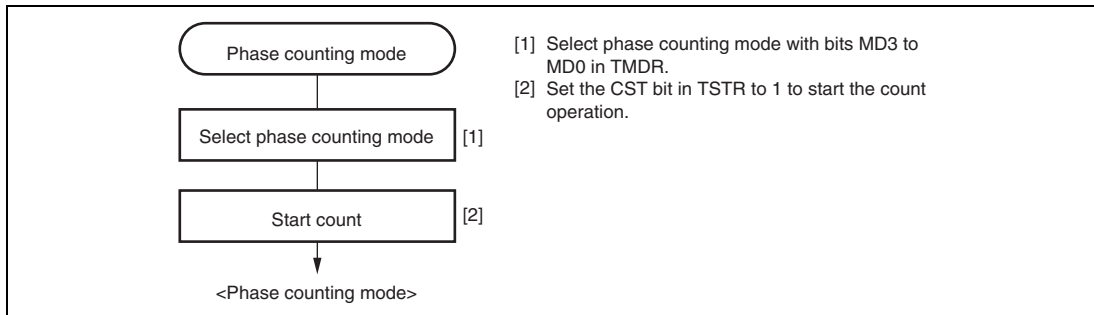 Phase counting mode
Select phase counting mode
[1]
Start count
[2]
<Phase counting mode>
[1] Select phase counting mode with bits MD3 to
MD0 in TMDR.
[2] Set the CST bit in TSTR to 1 to start the count
operation.